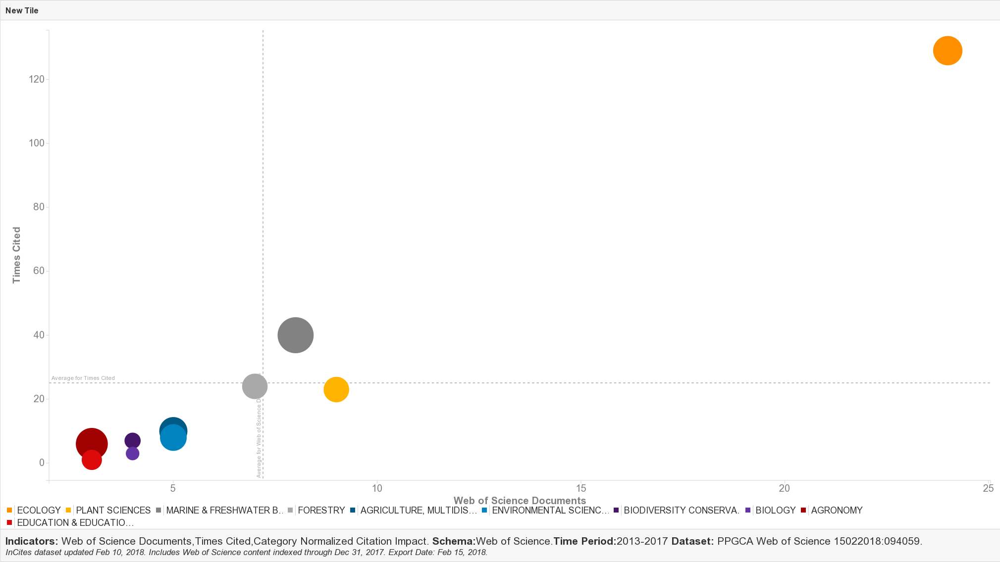 New Tile
120
100
80
60
40
20
0
Times Cited
Average for Times Cited
Average for Web of Science D
5
10
15
20
25
Web of Science Documents
ECOLOGY PLANT SCIENCES MARINE & FRESHWATER B.. FORESTRY AGRICULTURE, MULTIDIS... ENVIRONMENTAL SCIENC... BIODIVERSITY CONSERVA. BIOLOGY AGRONOMY
EDUCATION & EDUCATIO...
Indicators: Web of Science Documents,Times Cited,Category Normalized Citation Impact. Schema:Web of Science.Time Period:2013-2017 Dataset: PPGCA Web of Science 15022018:094059.
InCites dataset updated Feb 10, 2018. Includes Web of Science content indexed through Dec 31, 2017. Export Date: Feb 15, 2018.